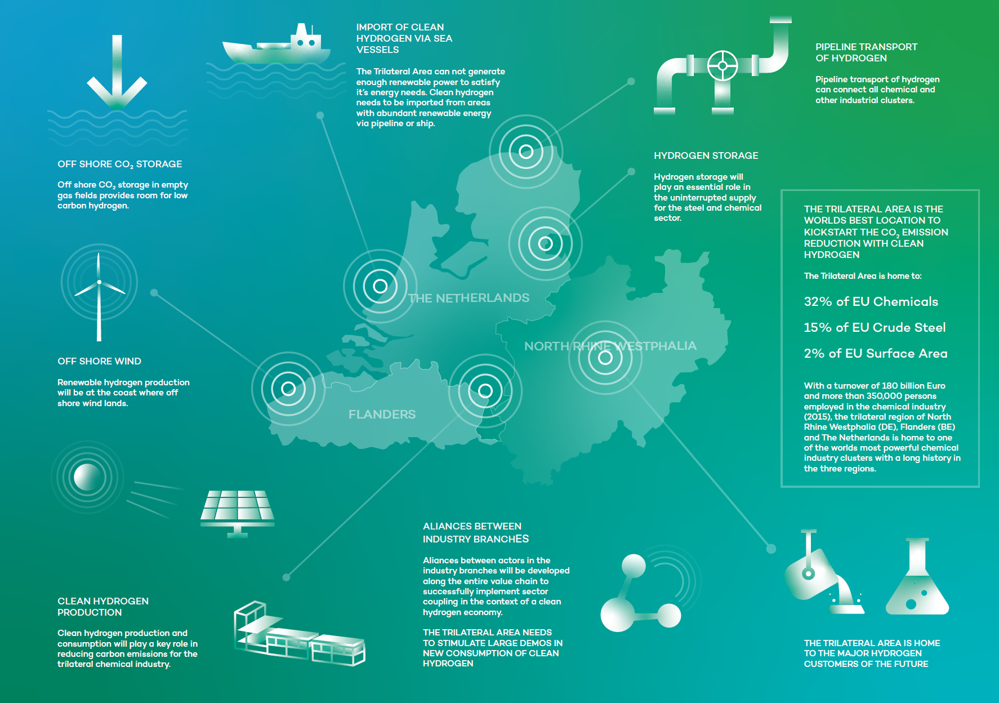 IMPORT OF CLEAN
HYDROGEN VIA SEA
VESSELS
The Trilateral Area can not generate
enough renewable power to satisfy
it's energy needs. Clean hydrogen
needs to be imported from areas
with abundant renewable energy
via pipeline or ship.
PIPELINE TRANSPORT
OF HYDROGEN
Pipeline transport of hydrogen
can connect all chemical and
other industrial clusters.
OFF SHORE CO₂ STORAGE
Off shore CO₂ storage in empty
gas fields provides room for low
carbon hydrogen.
HYDROGEN STORAGE
Hydrogen storage will
play an essential role in
the uninterrupted supply
for the steel and chemical
sector.
THE TRILATERAL AREA IS THE
WORLDS BEST LOCATION TO
KICKSTART THE CO₂ EMISSION
REDUCTION WITH CLEAN
HYDROGEN
The Trilateral Area is home to:
32% of EU Chemicals
15% of EU Crude Steel
2% of EU Surface Area
With a turnover of 180 billion Euro
and more than 350,000 persons
employed in the chemical industry
(2015), the trilateral region of North
Rhine Westphalia (DE), Flanders (BE)
and The Netherlands is home to one
of the worlds most powerful chemical
industry clusters with a long history in
the three regions.
THE NETHERLANDS
NORTH RHINE WESTPHALIA
FLANDERS
OFF SHORE WIND
Renewable hydrogen production
will be at the coast where off
shore wind lands.
CLEAN HYDROGEN
PRODUCTION
Clean hydrogen production and
consumption will play a key role in
reducing carbon emissions for the
trilateral chemical industry.
ALIANCES BETWEEN
INDUSTRY BRANCHES
Aliances between actors in the
industry branches will be developed
along the entire value chain to
successfully implement sector
coupling in the context of a clean
hydrogen economy.
THE TRILATERAL AREA NEEDS
TO STIMULATE LARGE DEMOS IN
NEW CONSUMPTION OF CLEAN
HYDROGEN
THE TRILATERAL AREA IS HOME
TO THE MAJOR HYDROGEN
CUSTOMERS OF THE FUTURE